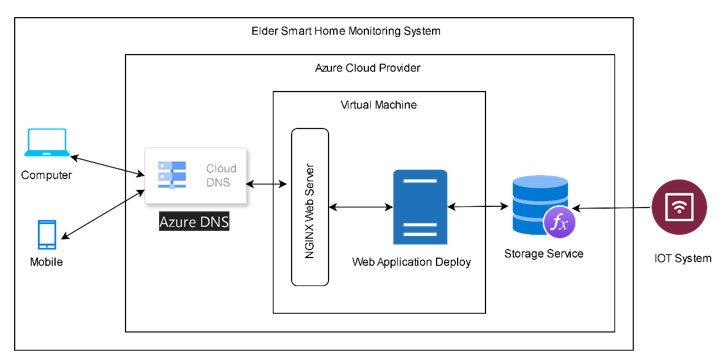 Elder Smart Home Monitoring System
Azure Cloud Provider
Virtual Machine
Computer
Mobile
Cloud
DNS
Azure DNS
NGINX Web Server
Web Application Deploy
fx
Storage Service
IOT System